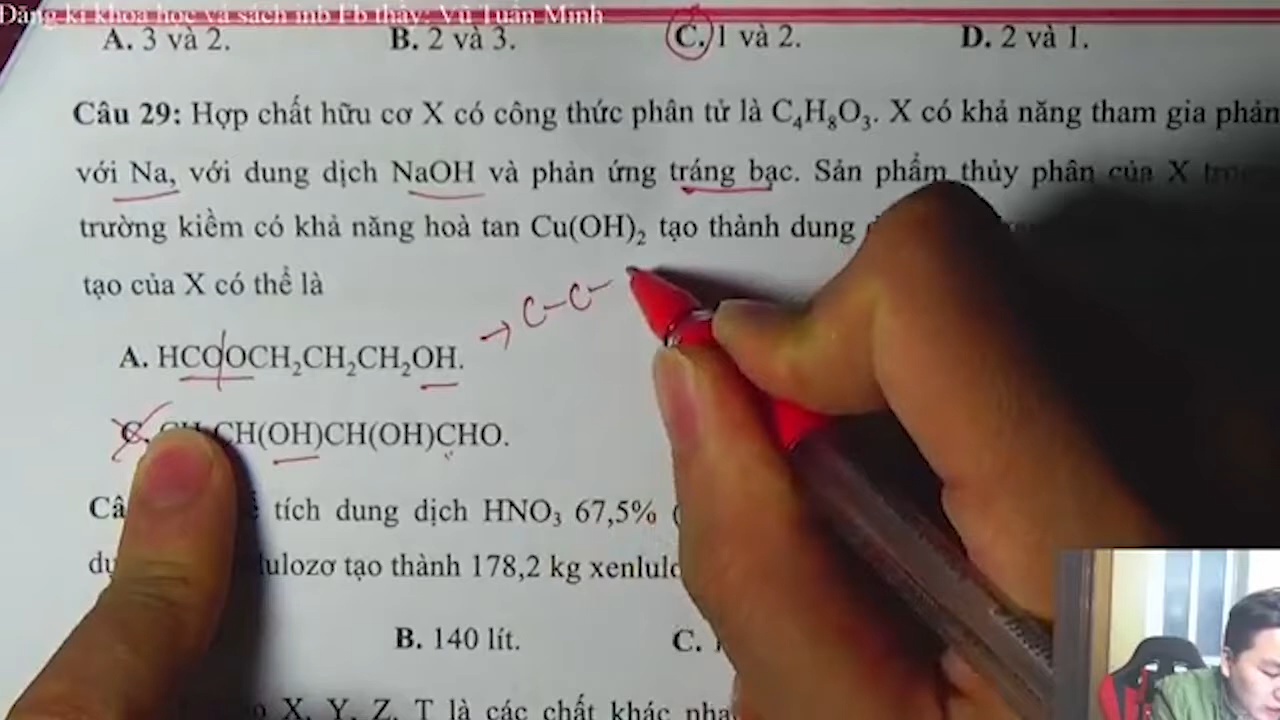 Đăng kí khoá học và sách inb Fb thầy: Vũ Tuấn Minh
A. 3 và 2. B. 2 và 3. C. 1 và 2. D. 2 và 1.
Câu 29: Hợp chất hữu cơ X có công thức phân tử là C₄H₈O₃. X có khả năng tham gia phản
với Na, với dung dịch NaOH và phản ứng tráng bạc. Sản phẩm thủy phân của X
trường kiềm có khả năng hoà tan Cu(OH)₂ tạo thành dung
tạo của X có thể là
→ C-C-
A. HCOOCH₂CH₂CH₂OH.
C. CH(OH)CH(OH)CHO.
tích dung dịch HNO₃ 67,5%
tạo thành 178,2 kg
B. 140 lít. C.
X, Y, Z, T là các chất khác